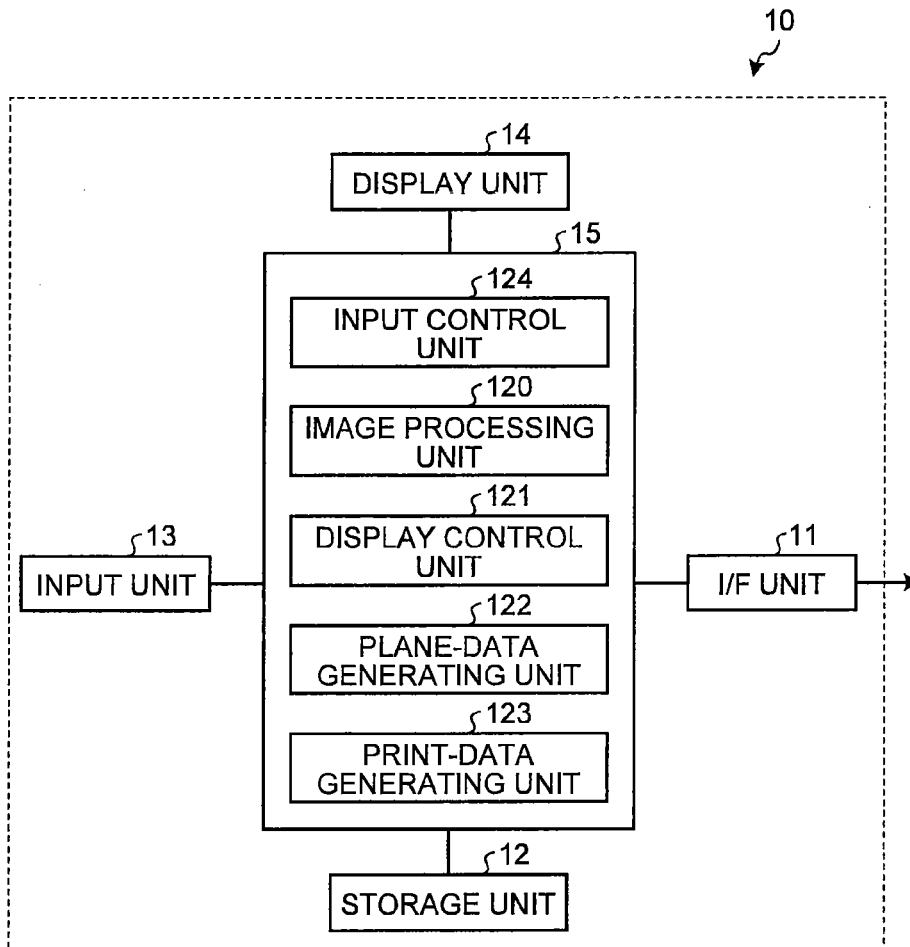 10
14
DISPLAY UNIT
15
124
INPUT CONTROL
UNIT
120
IMAGE PROCESSING
UNIT
121
DISPLAY CONTROL
UNIT
13
INPUT UNIT
11
I/F UNIT
122
PLANE-DATA
GENERATING UNIT
123
PRINT-DATA
GENERATING UNIT
12
STORAGE UNIT